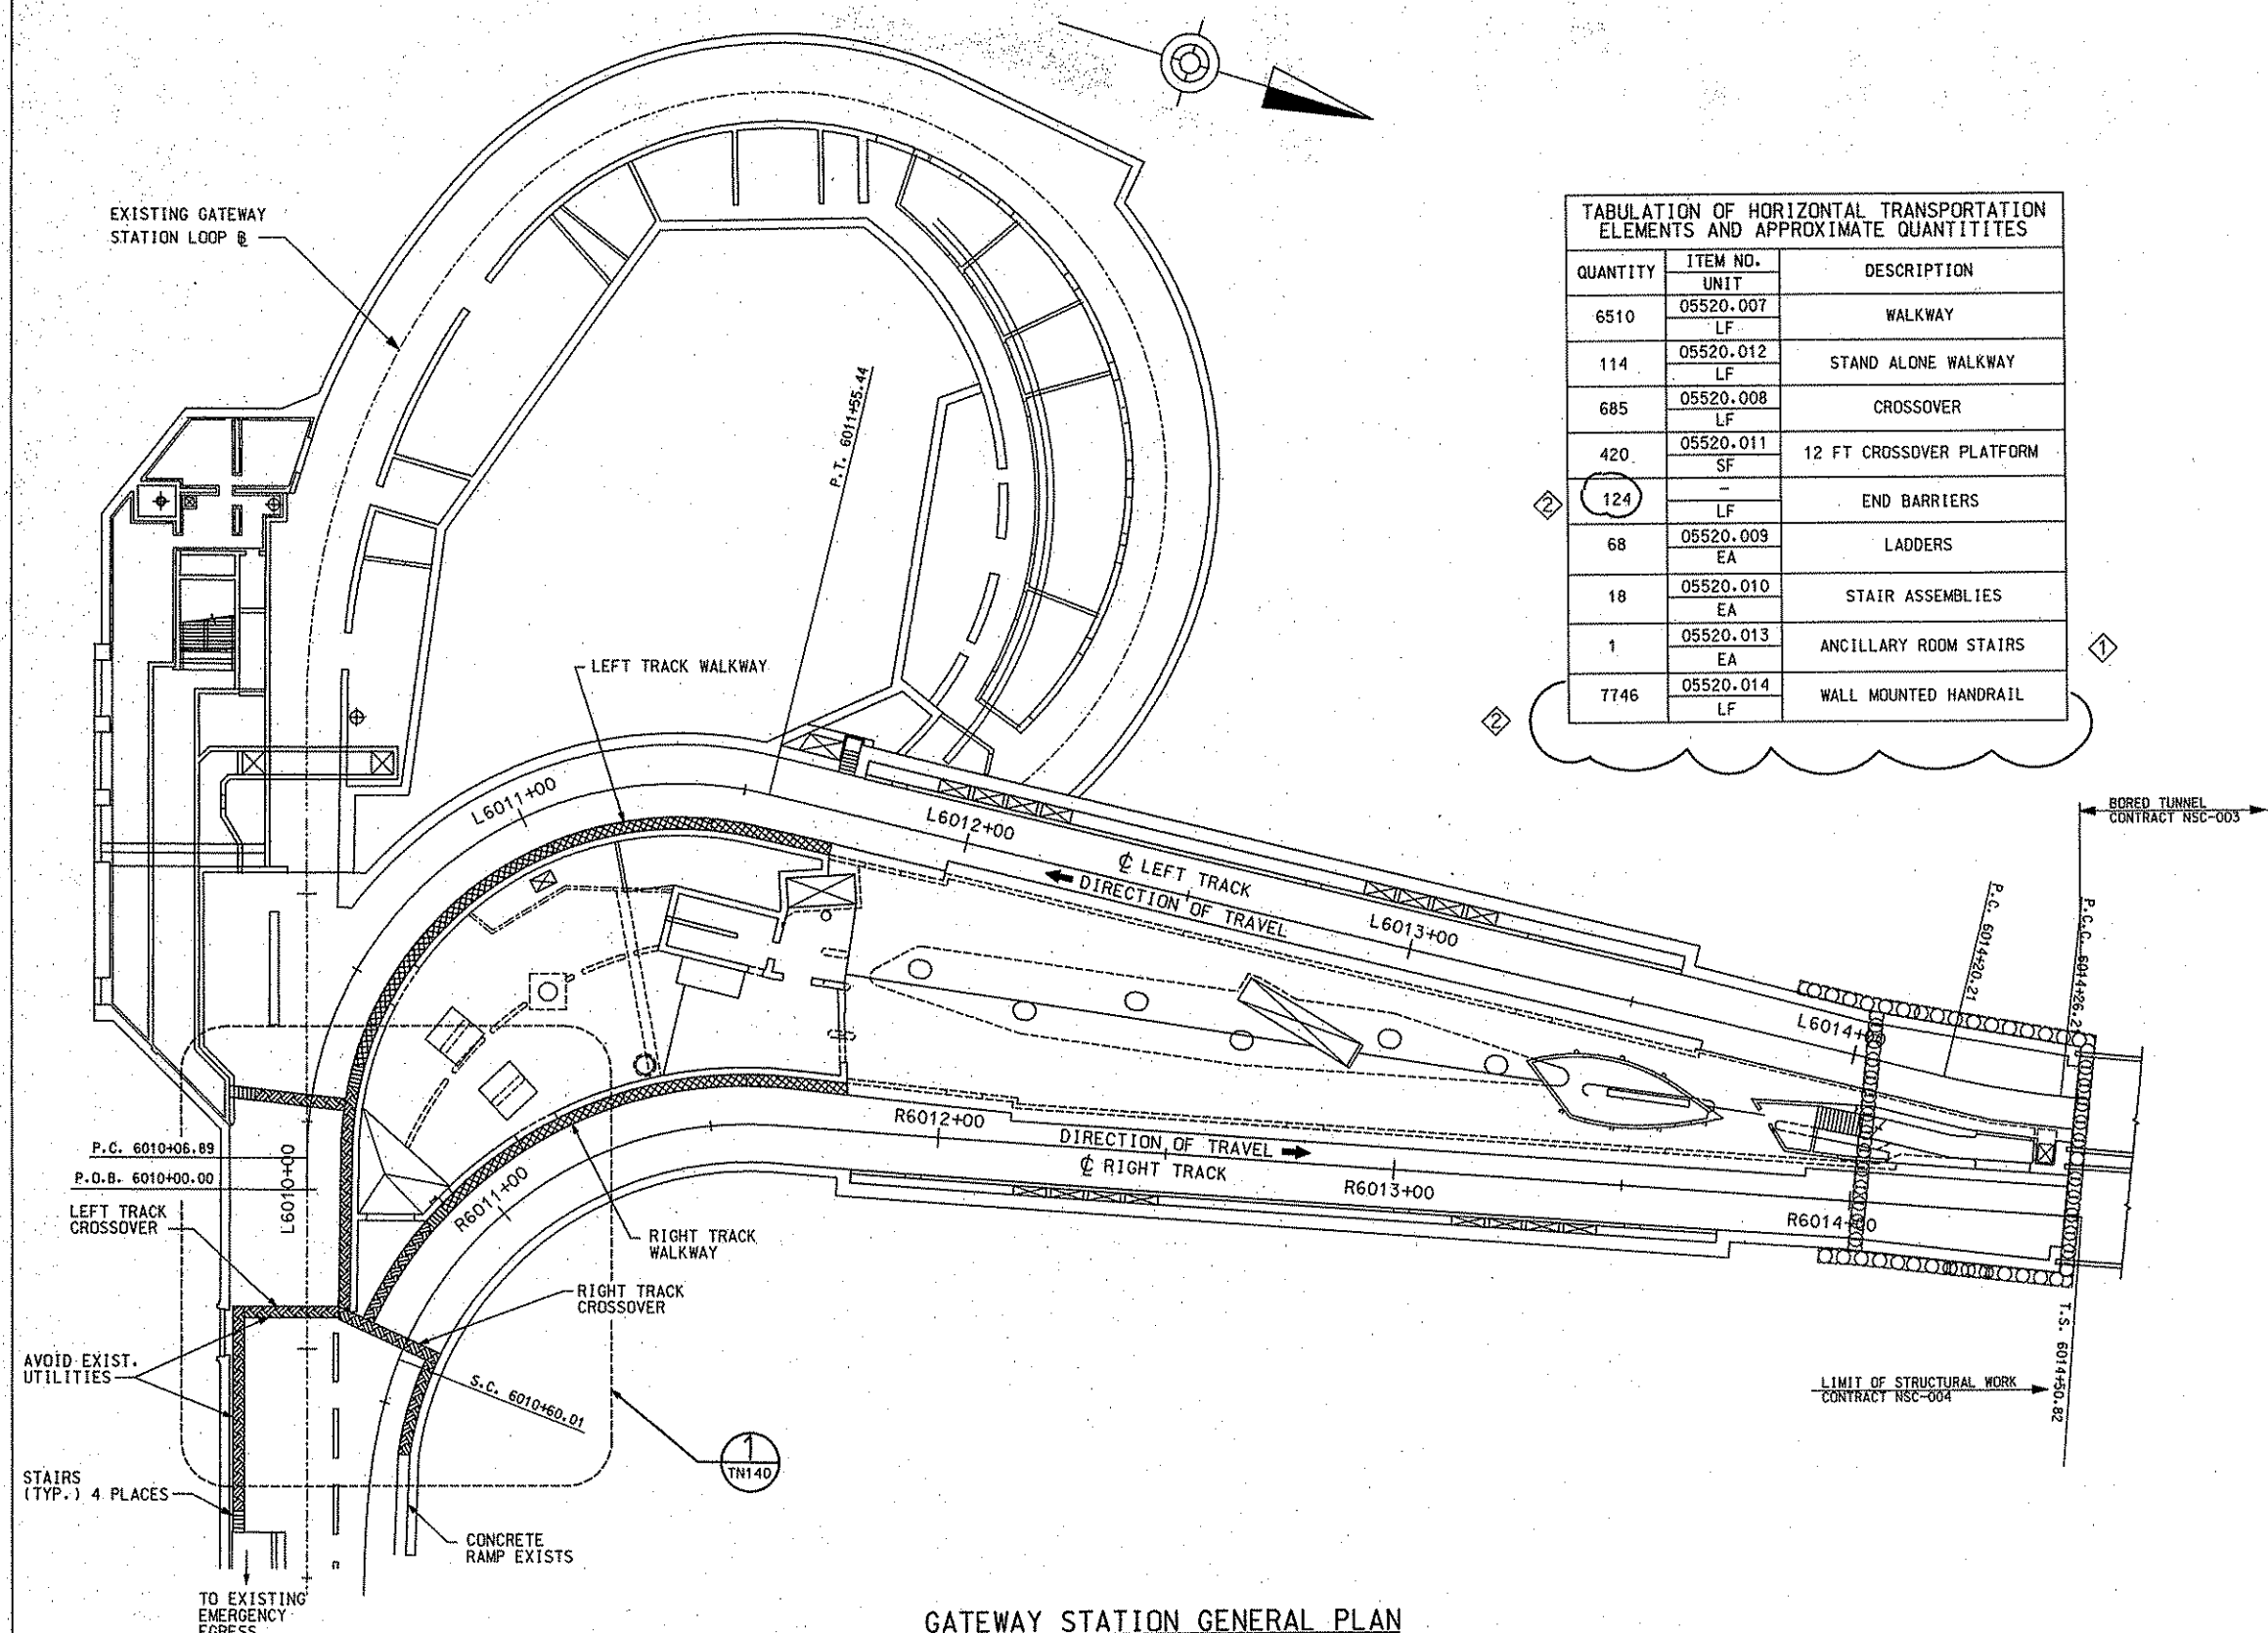 EXISTING GATEWAY
STATION LOOP ⅊
TABULATION OF HORIZONTAL TRANSPORTATION
ELEMENTS AND APPROXIMATE QUANTITITES
QUANTITY
ITEM NO.
UNIT
DESCRIPTION
6510
05520.007
LF
WALKWAY
114
05520.012
LF
STAND ALONE WALKWAY
685
05520.008
LF
CROSSOVER
420
05520.011
SF
12 FT CROSSOVER PLATFORM
2
124
-
LF
END BARRIERS
68
05520.009
EA
LADDERS
18
05520.010
EA
STAIR ASSEMBLIES
1
05520.013
EA
ANCILLARY ROOM STAIRS
1
2
7746
05520.014
LF
WALL MOUNTED HANDRAIL
P.T. 6011+55.44
LEFT TRACK WALKWAY
BORED TUNNEL
CONTRACT NSC-003
L6011+00
L6012+00
℄ LEFT TRACK
DIRECTION OF TRAVEL
L6013+00
L6014+00
P.C. 6014+20.21
P.C.C. 6014+26.2
R6012+00
DIRECTION OF TRAVEL
℄ RIGHT TRACK
R6013+00
R6014+00
P.C. 6010+06.89
P.O.B. 6010+00.00
L6010+00
R6011+00
LEFT TRACK
CROSSOVER
RIGHT TRACK
WALKWAY
RIGHT TRACK
CROSSOVER
AVOID EXIST.
UTILITIES
S.C. 6010+60.01
T.S. 6014+50.82
LIMIT OF STRUCTURAL WORK
CONTRACT NSC-004
1
TN140
STAIRS
(TYP.) 4 PLACES
CONCRETE
RAMP EXISTS
TO EXISTING
EMERGENCY
EGRESS
GATEWAY STATION GENERAL PLAN